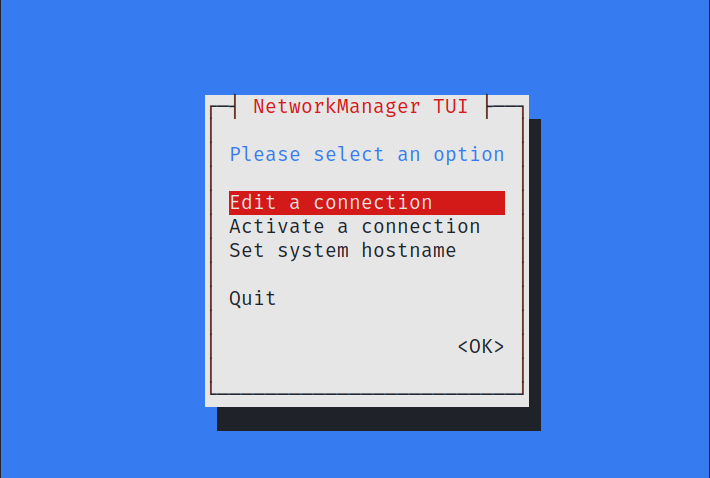 NetworkManager TUI
Please select an option
Edit a connection
Activate a connection
Set system hostname
Quit
<OK>